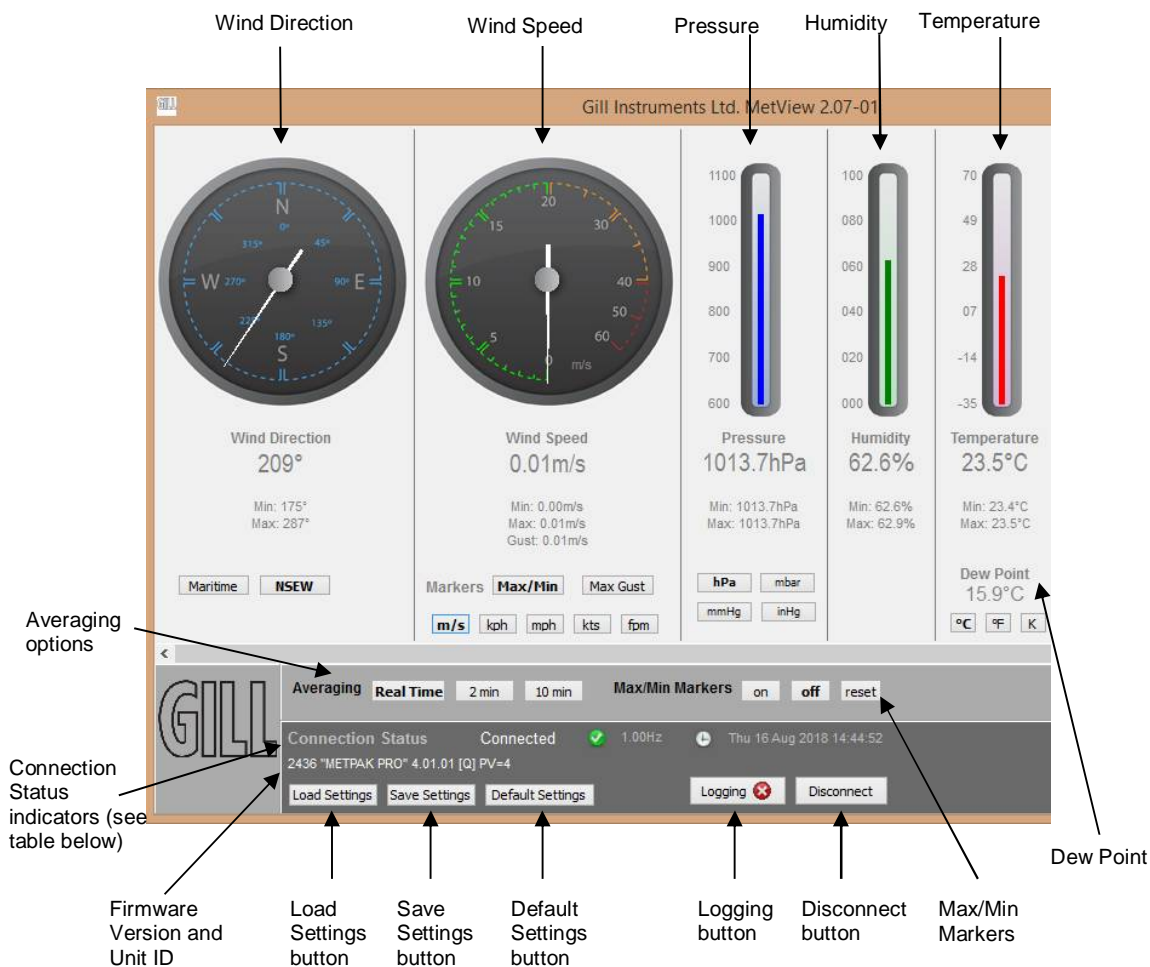 Wind Direction
Wind Speed
Pressure
Humidity
Temperature
GILL
Gill Instruments Ltd. MetView 2.07-01
N
0°
45°
90°
E
135°
180°
S
225°
270°
W
315°
0
5
10
15
20
30
40
50
60
m/s
1100
1000
900
800
700
600
100
080
060
040
020
000
70
49
28
07
-14
-35
Wind Direction
209°
Min: 175°
Max: 287°
Maritime NSEW
Wind Speed
0.01m/s
Min: 0.00m/s
Max: 0.01m/s
Gust: 0.01m/s
Markers Max/Min Max Gust
m/s kph mph kts fpm
Pressure
1013.7hPa
Min: 1013.7hPa
Max: 1013.7hPa
hPa mbar
mmHg inHg
Humidity
62.6%
Min: 62.6%
Max: 62.9%
Temperature
23.5°C
Min: 23.4°C
Max: 23.5°C
Dew Point
15.9°C
°C °F K
Averaging
options
<
GILL
Averaging Real Time 2 min 10 min Max/Min Markers on off reset
Connection Status Connected 1.00Hz Thu 16 Aug 2018 14:44:52
2436 "METPAK PRO" 4.01.01 [Q] PV=4
Load Settings Save Settings Default Settings Logging Disconnect
Connection
Status
indicators (see
table below)
Dew Point
Firmware
Version and
Unit ID
Load
Settings
button
Save
Settings
button
Default
Settings
button
Logging
button
Disconnect
button
Max/Min
Markers